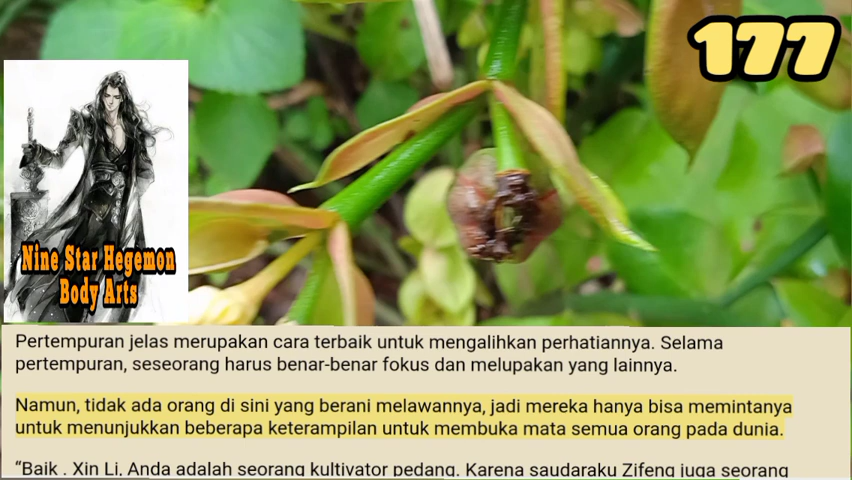 177
Nine Star Hegemon
Body Arts
Pertempuran jelas merupakan cara terbaik untuk mengalihkan perhatiannya. Selama
pertempuran, seseorang harus benar-benar fokus dan melupakan yang lainnya.
Namun, tidak ada orang di sini yang berani melawannya, jadi mereka hanya bisa memintanya
untuk menunjukkan beberapa keterampilan untuk membuka mata semua orang pada dunia.
“Baik . Xin Li, Anda adalah seorang kultivator pedang. Karena saudaraku Zifeng juga seorang